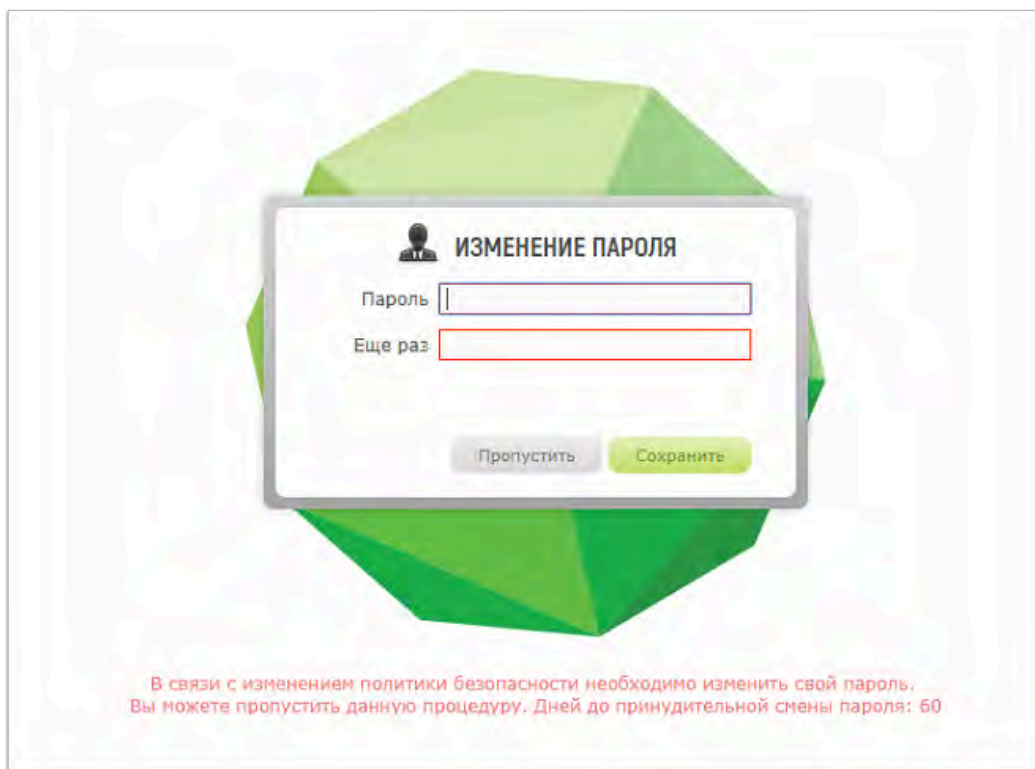 ИЗМЕНЕНИЕ ПАРОЛЯ
Пароль
Еще раз
Пропустить Сохранить
В связи с изменением политики безопасности необходимо изменить свой пароль.
Вы можете пропустить данную процедуру. Дней до принудительной смены пароля: 60